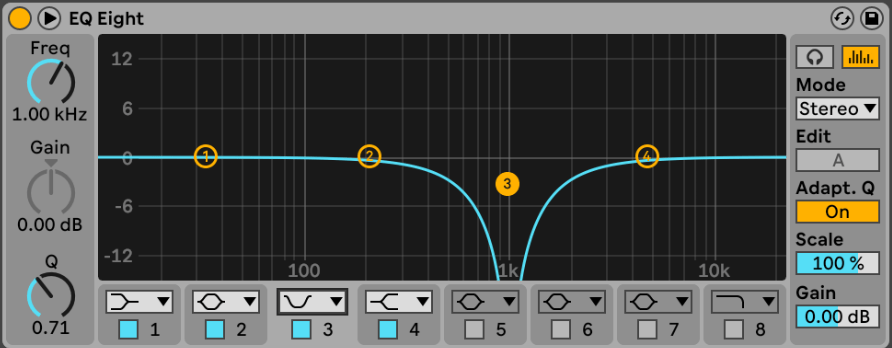 EQ Eight
Freq
1.00 kHz
Gain
0.00 dB
Q
0.71
12
6
0
-6
-12
100
1k
10k
1
2
3
4
1
2
3
4
5
6
7
8
Mode
Stereo
Edit
A
Adapt. Q
On
Scale
100 %
Gain
0.00 dB